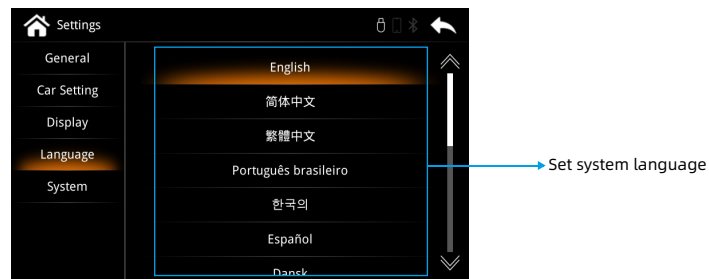 Settings
General
Car Setting
Display
Language
System
English
简体中文
繁體中文
Português brasileiro
한국의
Español
Dansk
Set system language